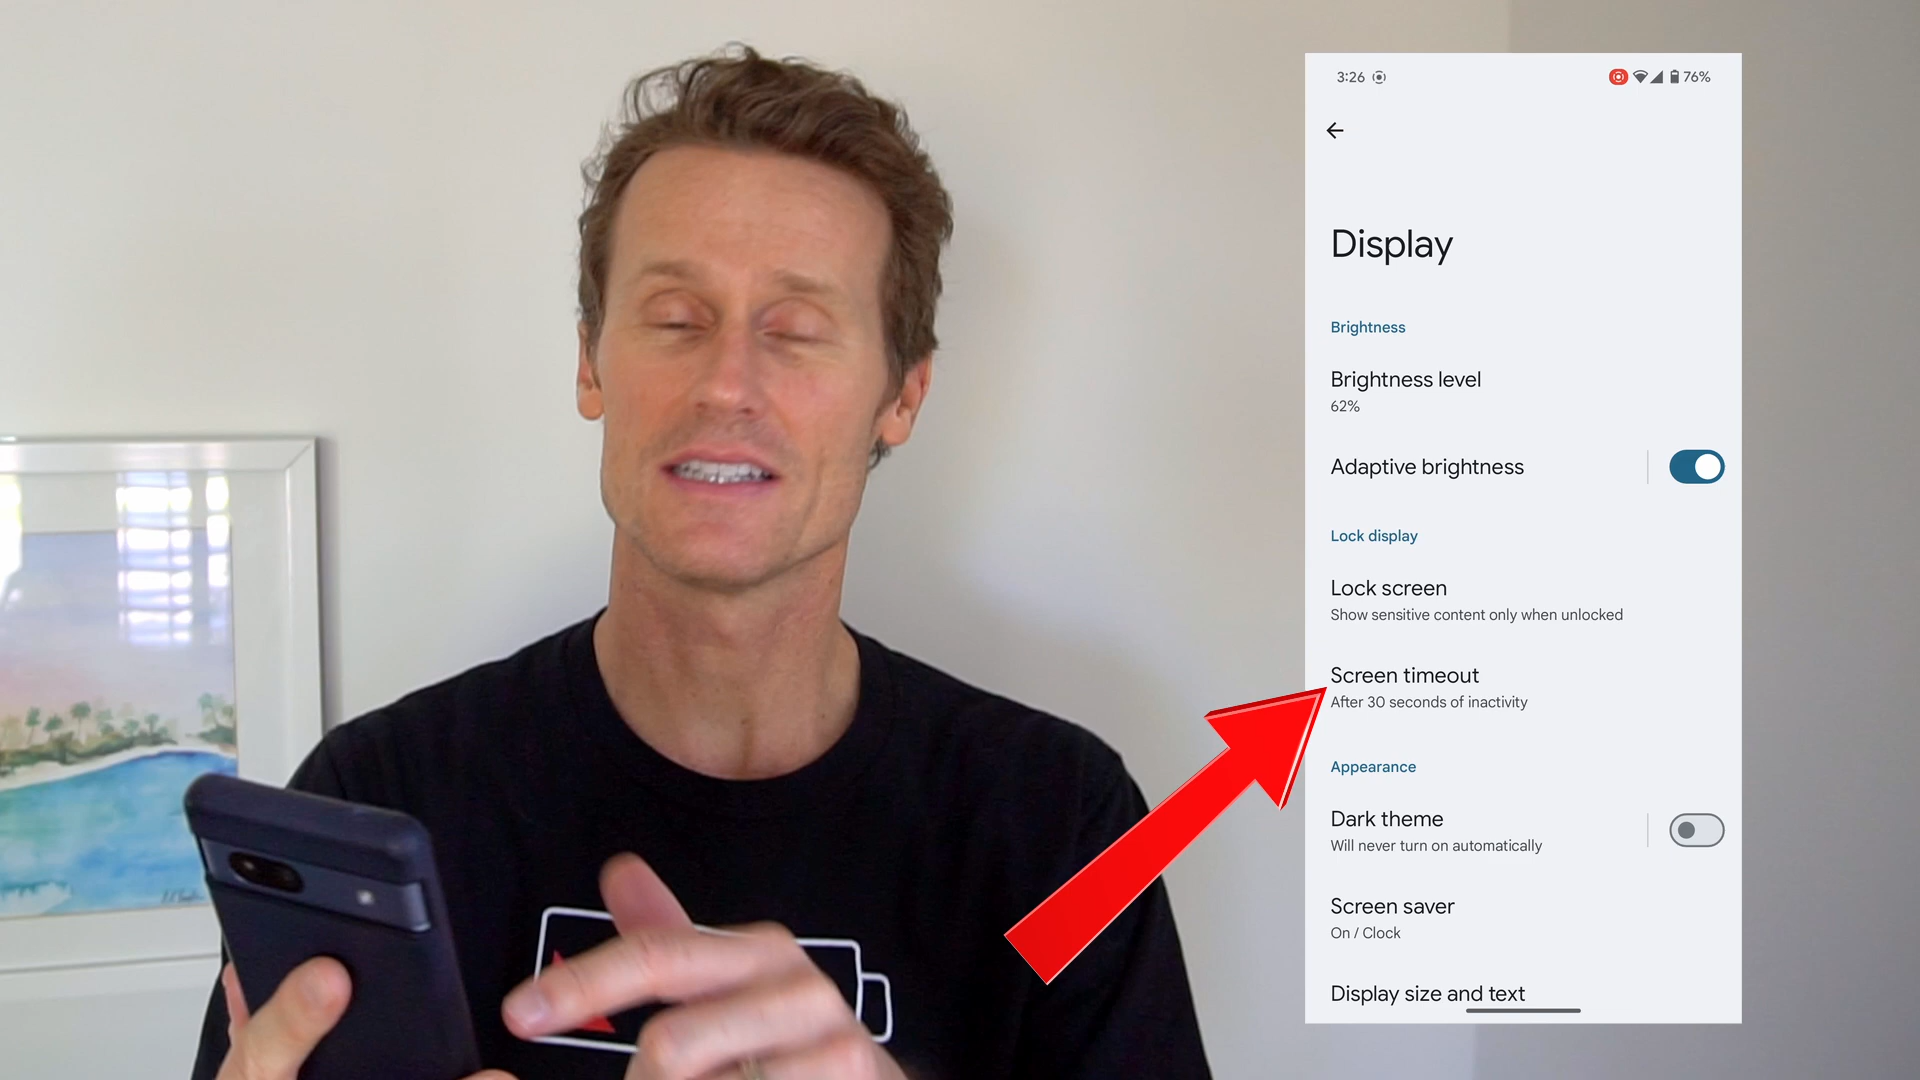 3:26
76%
Display
Brightness
Brightness level
62%
Adaptive brightness
Lock display
Lock screen
Show sensitive content only when unlocked
Screen timeout
After 30 seconds of inactivity
Appearance
Dark theme
Will never turn on automatically
Screen saver
On / Clock
Display size and text